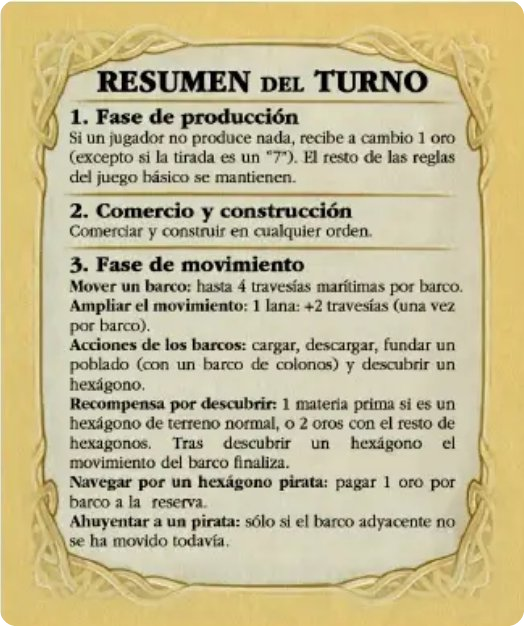 RESUMEN DEL TURNO
1. Fase de producción
Si un jugador no produce nada, recibe a cambio 1 oro
(excepto si la tirada es un "7"). El resto de las reglas
del juego básico se mantienen.
2. Comercio y construcción
Comerciar y construir en cualquier orden.
3. Fase de movimiento
Mover un barco: hasta 4 travesías marítimas por barco.
Ampliar el movimiento: 1 lana: +2 travesías (una vez
por barco).
Acciones de los barcos: cargar, descargar, fundar un
poblado (con un barco de colonos) y descubrir un
hexágono.
Recompensa por descubrir: 1 materia prima si es un
hexágono de terreno normal, o 2 oros con el resto de
hexagonos. Tras descubrir un hexágono el
movimiento del barco finaliza.
Navegar por un hexágono pirata: pagar 1 oro por
barco a la reserva.
Ahuyentar a un pirata: sólo si el barco adyacente no
se ha movido todavía.